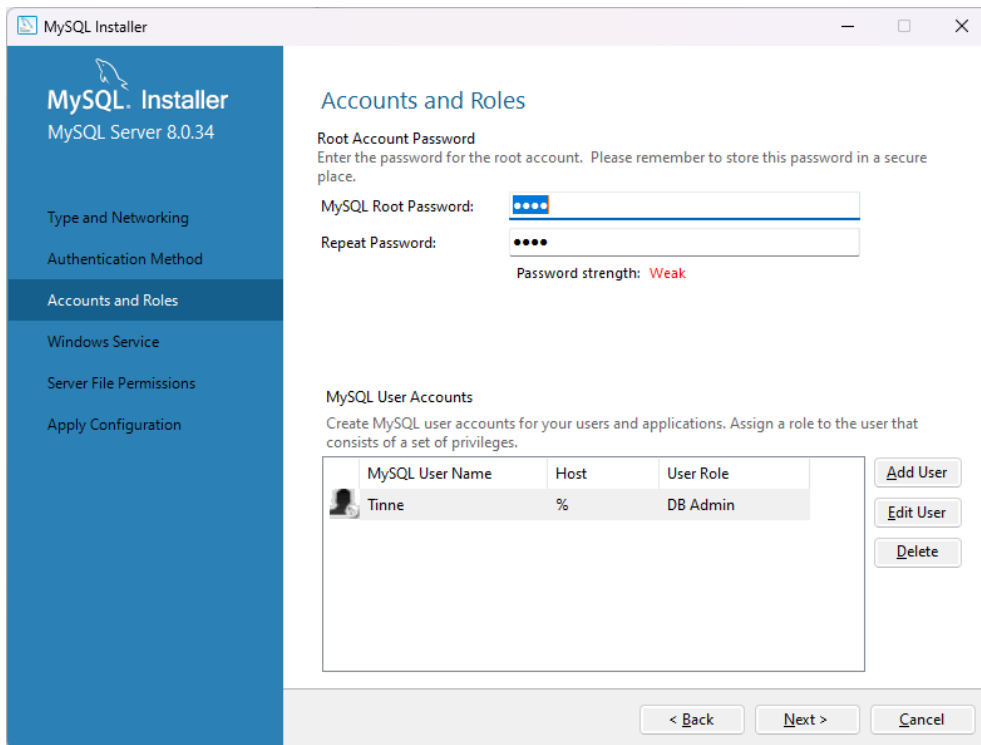 MySQL Installer
MySQL. Installer
MySQL Server 8.0.34
Type and Networking
Authentication Method
Accounts and Roles
Windows Service
Server File Permissions
Apply Configuration
Accounts and Roles
Root Account Password
Enter the password for the root account. Please remember to store this password in a secure
place.
MySQL Root Password: ••••
Repeat Password: ••••
Password strength: Weak
MySQL User Accounts
Create MySQL user accounts for your users and applications. Assign a role to the user that
consists of a set of privileges.
MySQL User Name Host User Role
Tinne % DB Admin
Add User
Edit User
Delete
< Back Next > Cancel